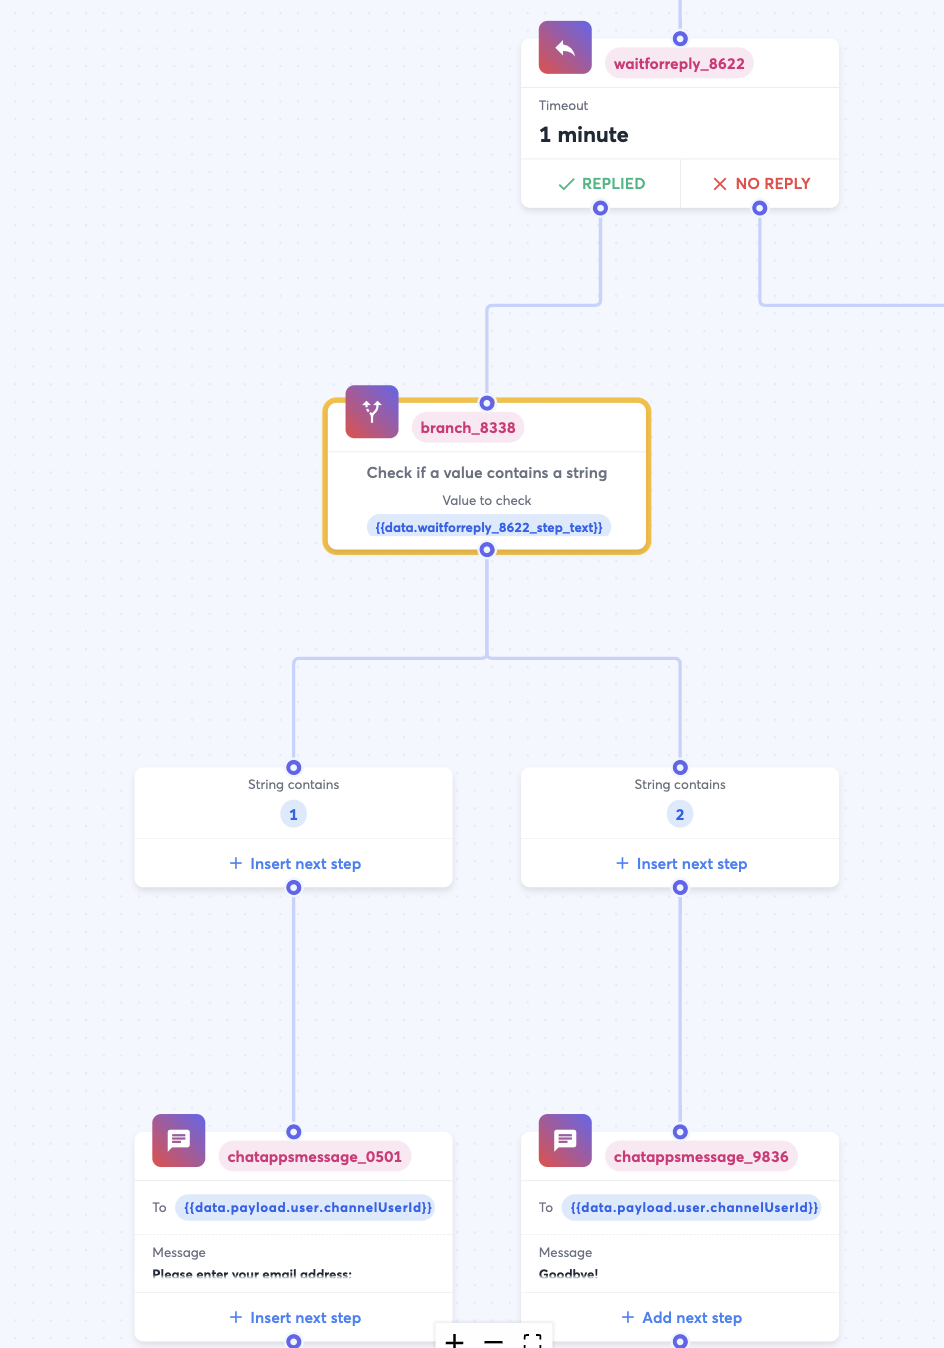 waitforreply_8622
Timeout
1 minute
REPLIED
NO REPLY
branch_8338
Check if a value contains a string
Value to check
{{data.waitforreply_8622_step_text}}
String contains
1
Insert next step
String contains
2
Insert next step
chatappsmessage_0501
To {{data.payload.user.channelUserId}}
Message
Please enter your email address:
Insert next step
chatappsmessage_9836
To {{data.payload.user.channelUserId}}
Message
Goodbye!
Add next step